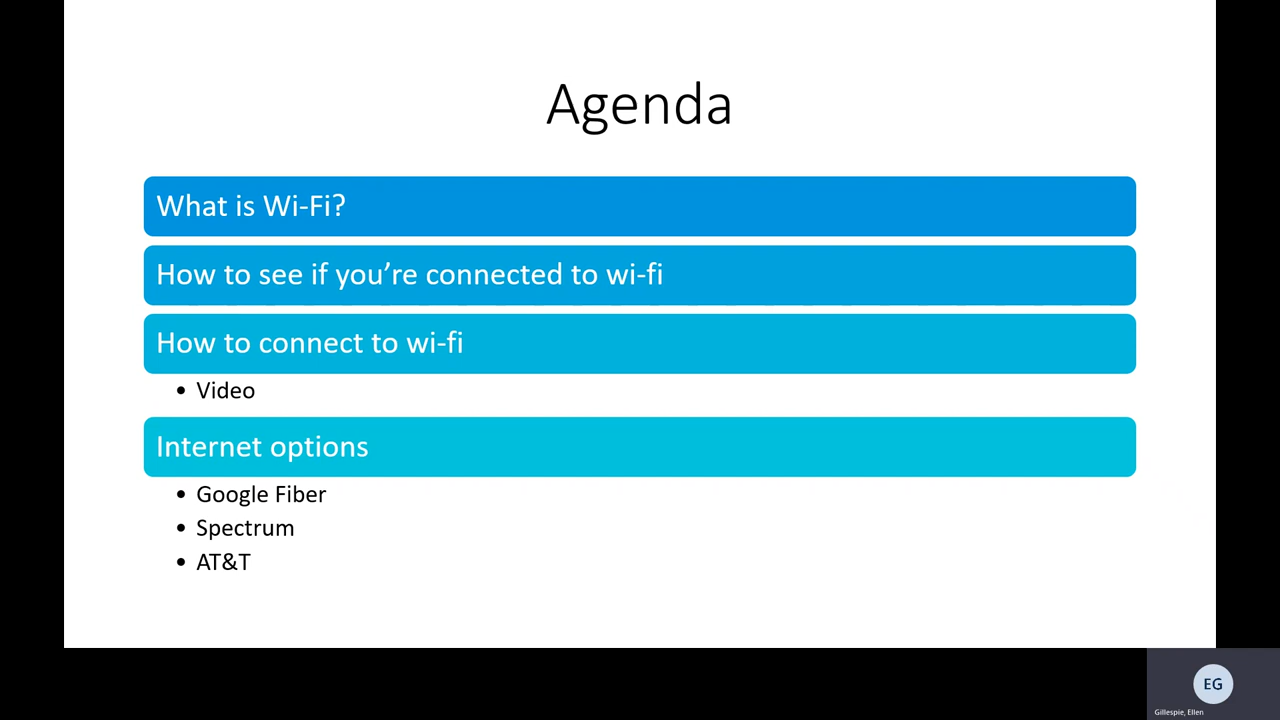 Agenda
What is Wi-Fi?
How to see if you’re connected to wi-fi
How to connect to wi-fi
• Video
Internet options
• Google Fiber
• Spectrum
• AT&T
EG
Gillespie, Ellen